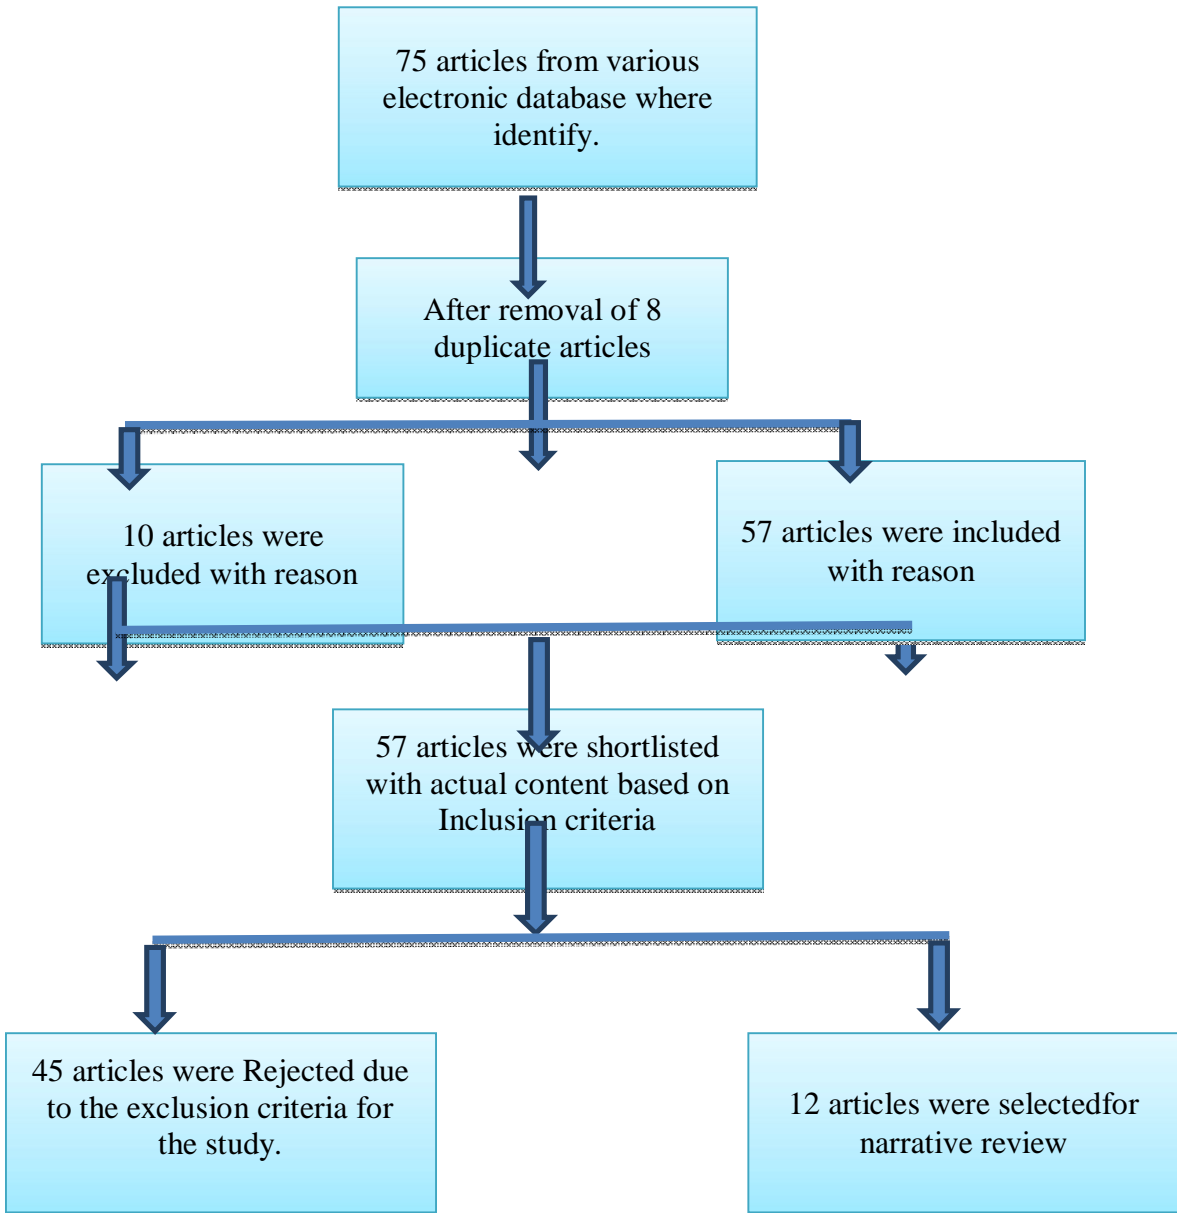 75 articles from various
electronic database where
identify.
After removal of 8
duplicate articles
10 articles were
excluded with reason
57 articles were included
with reason
57 articles were shortlisted
with actual content based on
Inclusion criteria
45 articles were Rejected due
to the exclusion criteria for
the study.
12 articles were selectedfor
narrative review